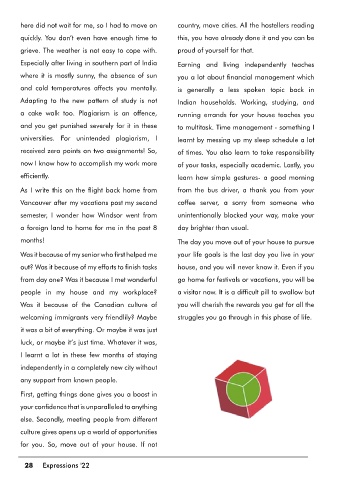 here did not wait for me, so I had to move on
quickly. You don't even have enough time to
grieve. The weather is not easy to cope with.
Especially after living in southern part of India
where it is mostly sunny, the absence of sun
and cold temperatures affects you mentally.
Adapting to the new pattern of study is not
a cake walk too. Plagiarism is an offence,
and you get punished severely for it in these
universities. For unintended plagiarism, I
received zero points on two assignments! So,
now I know how to accomplish my work more
efficiently.
As I write this on the flight back home from
Vancouver after my vacations post my second
semester, I wonder how Windsor went from
a foreign land to home for me in the past 8
months!
Was it because of my senior who first helped me
out? Was it because of my efforts to finish tasks
from day one? Was it because I met wonderful
people in my house and my workplace?
Was it because of the Canadian culture of
welcoming immigrants very friendlily? Maybe
it was a bit of everything. Or maybe it was just
luck, or maybe it's just time. Whatever it was,
I learnt a lot in these few months of staying
independently in a completely new city without
any support from known people.
First, getting things done gives you a boost in
your confidence that is unparalleled to anything
else. Secondly, meeting people from different
culture gives opens up a world of opportunities
for you. So, move out of your house. If not
country, move cities. All the hostellers reading
this, you have already done it and you can be
proud of yourself for that.
Earning and living independently teaches
you a lot about financial management which
is generally a less spoken topic back in
Indian households. Working, studying, and
running errands for your house teaches you
to multitask. Time management - something I
learnt by messing up my sleep schedule a lot
of times. You also learn to take responsibility
of your tasks, especially academic. Lastly, you
learn how simple gestures- a good morning
from the bus driver, a thank you from your
coffee server, a sorry from someone who
unintentionally blocked your way, make your
day brighter than usual.
The day you move out of your house to pursue
your life goals is the last day you live in your
house, and you will never know it. Even if you
go home for festivals or vacations, you will be
a visitor now. It is a difficult pill to swallow but
you will cherish the rewards you get for all the
struggles you go through in this phase of life.
28 Expressions '22